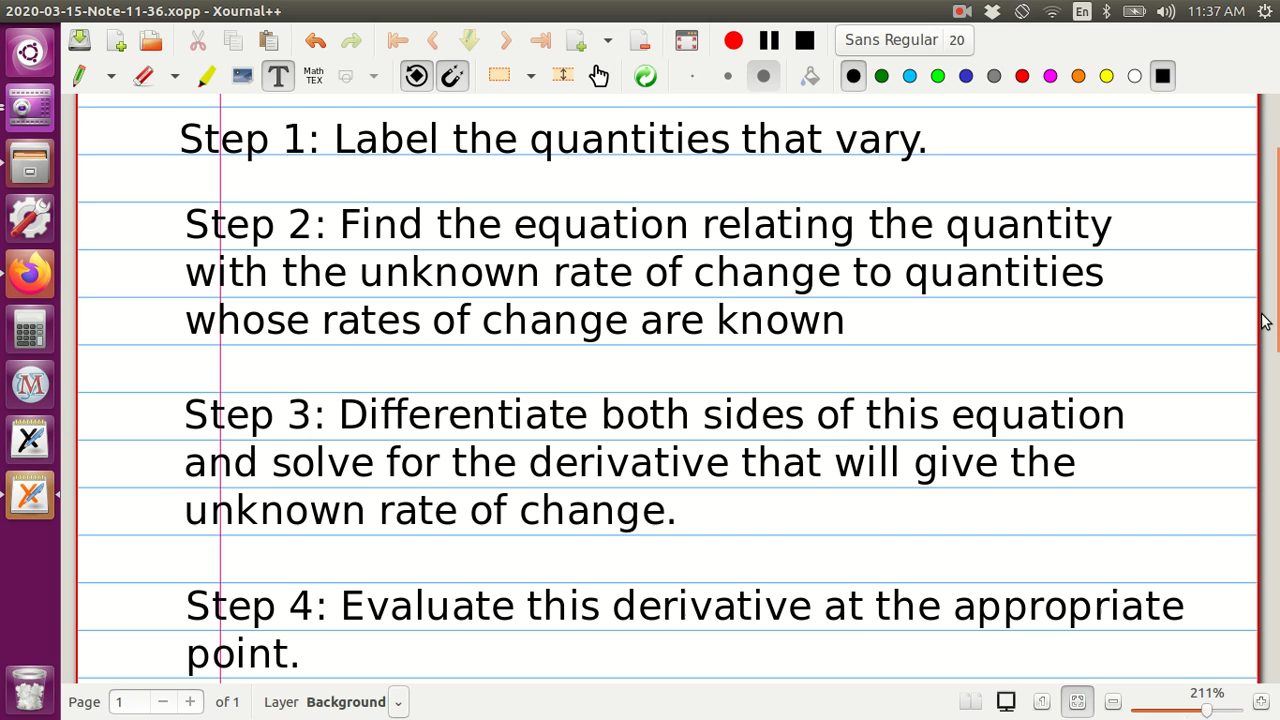 2020-03-15-Note-11-36.xopp - Xournal++
En
11:37 AM
Sans Regular 20
T
Math
TEX
Step 1: Label the quantities that vary.
Step 2: Find the equation relating the quantity
with the unknown rate of change to quantities
whose rates of change are known
Step 3: Differentiate both sides of this equation
and solve for the derivative that will give the
unknown rate of change.
Step 4: Evaluate this derivative at the appropriate
point.
Page 1 of 1 Layer Background
211%